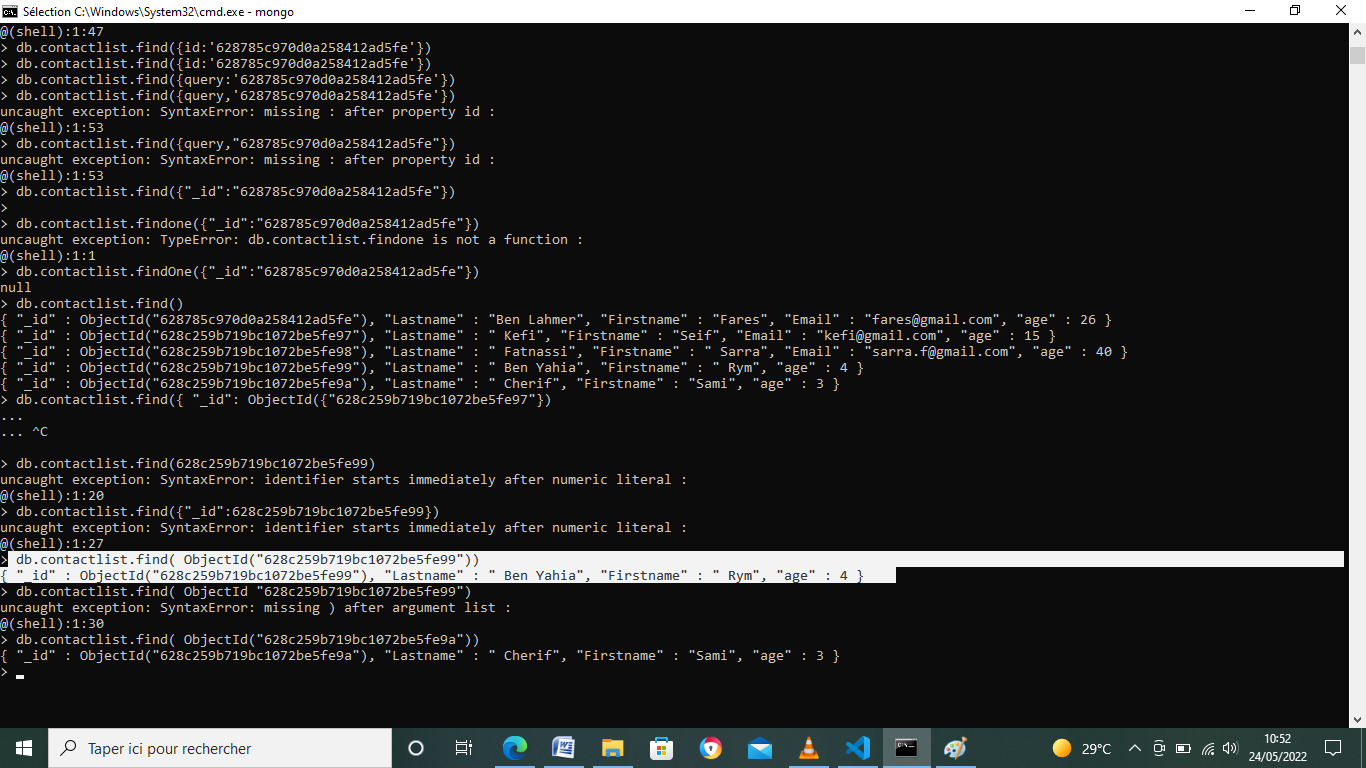 Sélection C:\Windows\System32\cmd.exe - mongo
@(shell):1:47
> db.contactlist.find({id:'628785c970d0a258412ad5fe'})
> db.contactlist.find({id:'628785c970d0a258412ad5fe'})
> db.contactlist.find({query:'628785c970d0a258412ad5fe'})
> db.contactlist.find({query,'628785c970d0a258412ad5fe'})
uncaught exception: SyntaxError: missing : after property id :
@(shell):1:53
> db.contactlist.find({query,"628785c970d0a258412ad5fe"})
uncaught exception: SyntaxError: missing : after property id :
@(shell):1:53
> db.contactlist.find({"_id":"628785c970d0a258412ad5fe"})
>
> db.contactlist.findone({"_id":"628785c970d0a258412ad5fe"})
uncaught exception: TypeError: db.contactlist.findone is not a function :
@(shell):1:1
> db.contactlist.findOne({"_id":"628785c970d0a258412ad5fe"})
null
> db.contactlist.find()
{ "_id" : ObjectId("628785c970d0a258412ad5fe"), "Lastname" : "Ben Lahmer", "Firstname" : "Fares", "Email" : "fares@gmail.com", "age" : 26 }
{ "_id" : ObjectId("628c259b719bc1072be5fe97"), "Lastname" : " Kefi", "Firstname" : "Seif", "Email" : "kefi@gmail.com", "age" : 15 }
{ "_id" : ObjectId("628c259b719bc1072be5fe98"), "Lastname" : " Fatnassi", "Firstname" : " Sarra", "Email" : "sarra.f@gmail.com", "age" : 40 }
{ "_id" : ObjectId("628c259b719bc1072be5fe99"), "Lastname" : " Ben Yahia", "Firstname" : " Rym", "age" : 4 }
{ "_id" : ObjectId("628c259b719bc1072be5fe9a"), "Lastname" : " Cherif", "Firstname" : "Sami", "age" : 3 }
> db.contactlist.find({ "_id": ObjectId({"628c259b719bc1072be5fe97"})
...
... ^C
> db.contactlist.find(628c259b719bc1072be5fe99)
uncaught exception: SyntaxError: identifier starts immediately after numeric literal :
@(shell):1:20
> db.contactlist.find({"_id":628c259b719bc1072be5fe99})
uncaught exception: SyntaxError: identifier starts immediately after numeric literal :
@(shell):1:27
> db.contactlist.find( ObjectId("628c259b719bc1072be5fe99"))
{ "_id" : ObjectId("628c259b719bc1072be5fe99"), "Lastname" : " Ben Yahia", "Firstname" : " Rym", "age" : 4 }
> db.contactlist.find( ObjectId "628c259b719bc1072be5fe99")
uncaught exception: SyntaxError: missing ) after argument list :
@(shell):1:30
> db.contactlist.find( ObjectId("628c259b719bc1072be5fe9a"))
{ "_id" : ObjectId("628c259b719bc1072be5fe9a"), "Lastname" : " Cherif", "Firstname" : "Sami", "age" : 3 }
>
Taper ici pour rechercher
29°C
10:52
24/05/2022